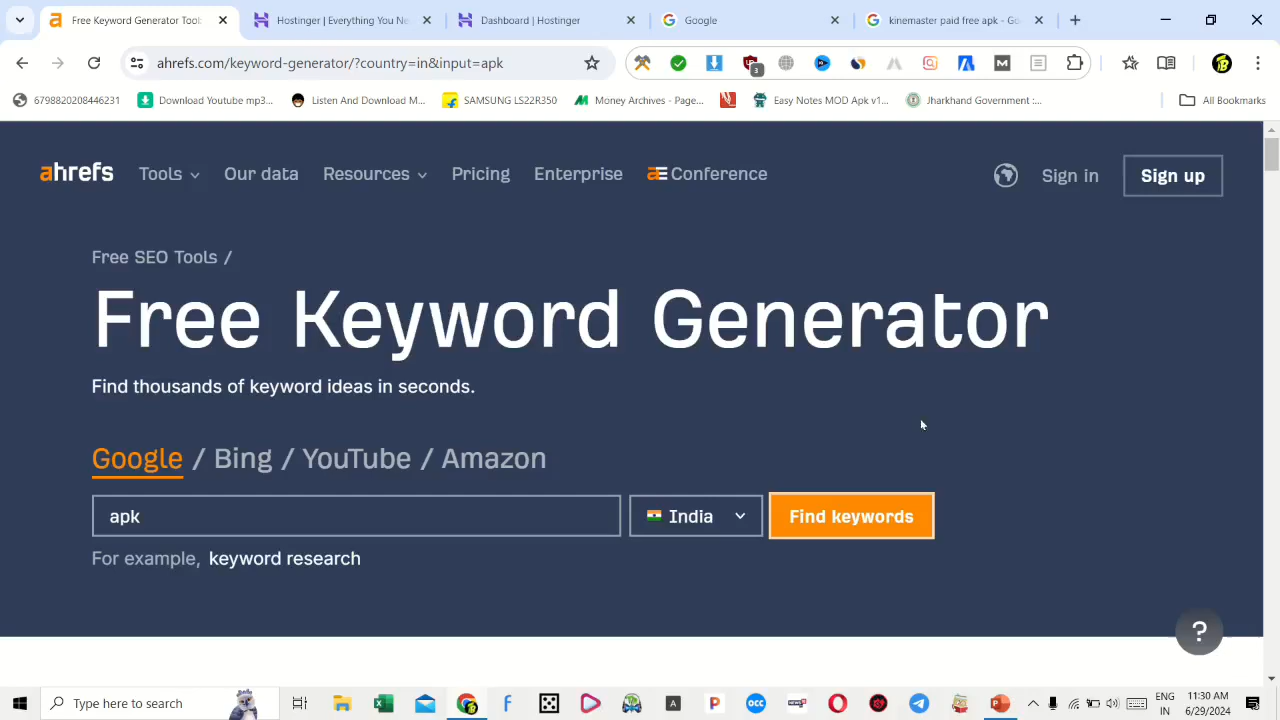 Free Keyword Generator Tool:
Hostinger | Everything You Ne
Dashboard | Hostinger
Google
kinemaster paid free apk - Go
ahrefs.com/keyword-generator/?country=in&input=apk
3
6798820208446231
Download Youtube mp3...
Listen And Download M...
SAMSUNG LS22R350
Money Archives - Page...
Easy Notes MOD Apk v1...
Jharkhand Government :...
All Bookmarks
ahrefs
Tools
Our data
Resources
Pricing
Enterprise
Conference
Sign in
Sign up
Free SEO Tools /
Free Keyword Generator
Find thousands of keyword ideas in seconds.
Google / Bing / YouTube / Amazon
apk
India
Find keywords
For example, keyword research
?
Type here to search
ENG
IN
11:30 AM
6/29/2024